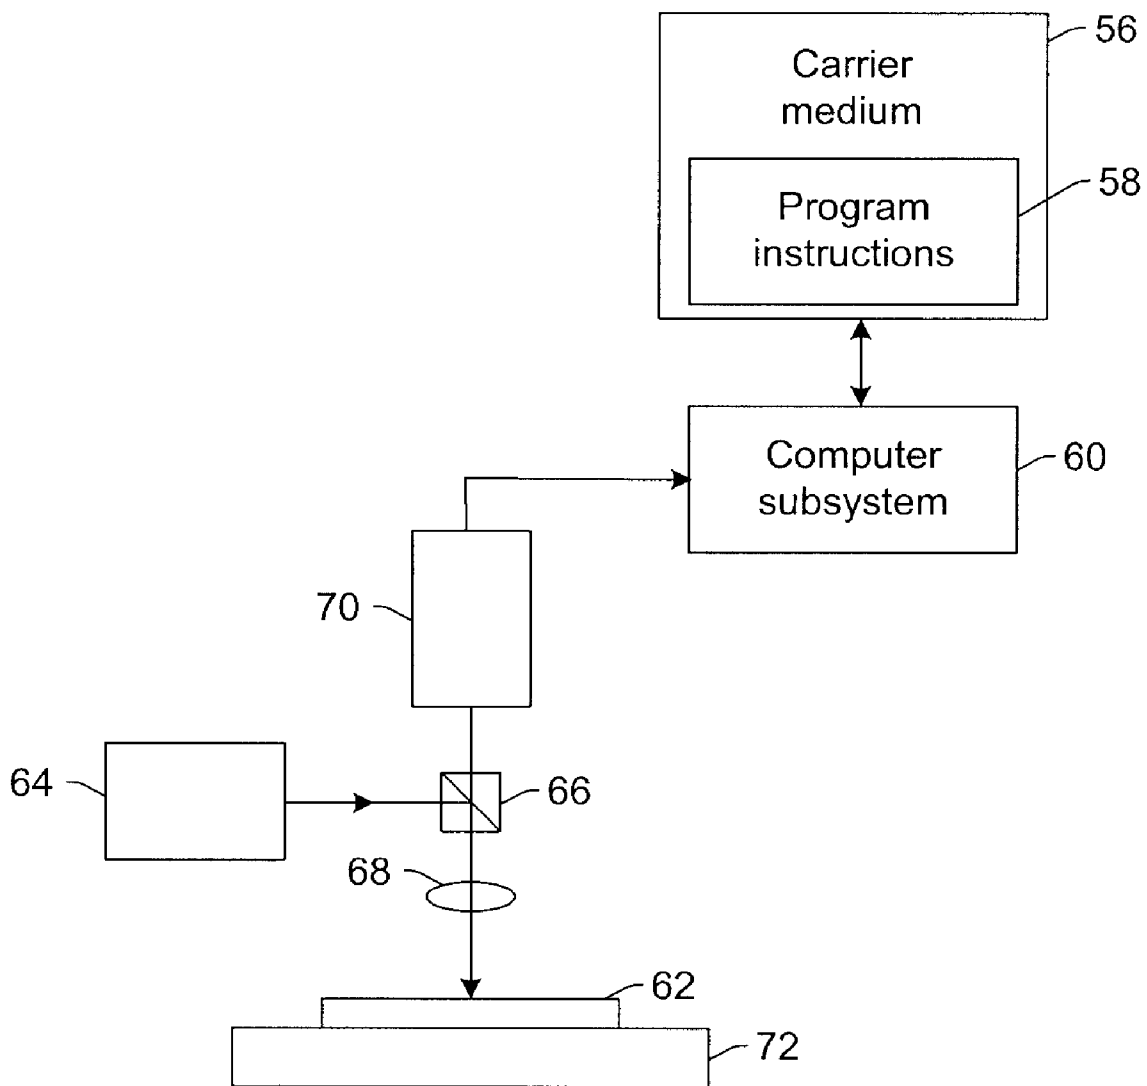 56
Carrier
medium
58
Program
instructions
Computer
subsystem
60
70
64
66
68
62
72